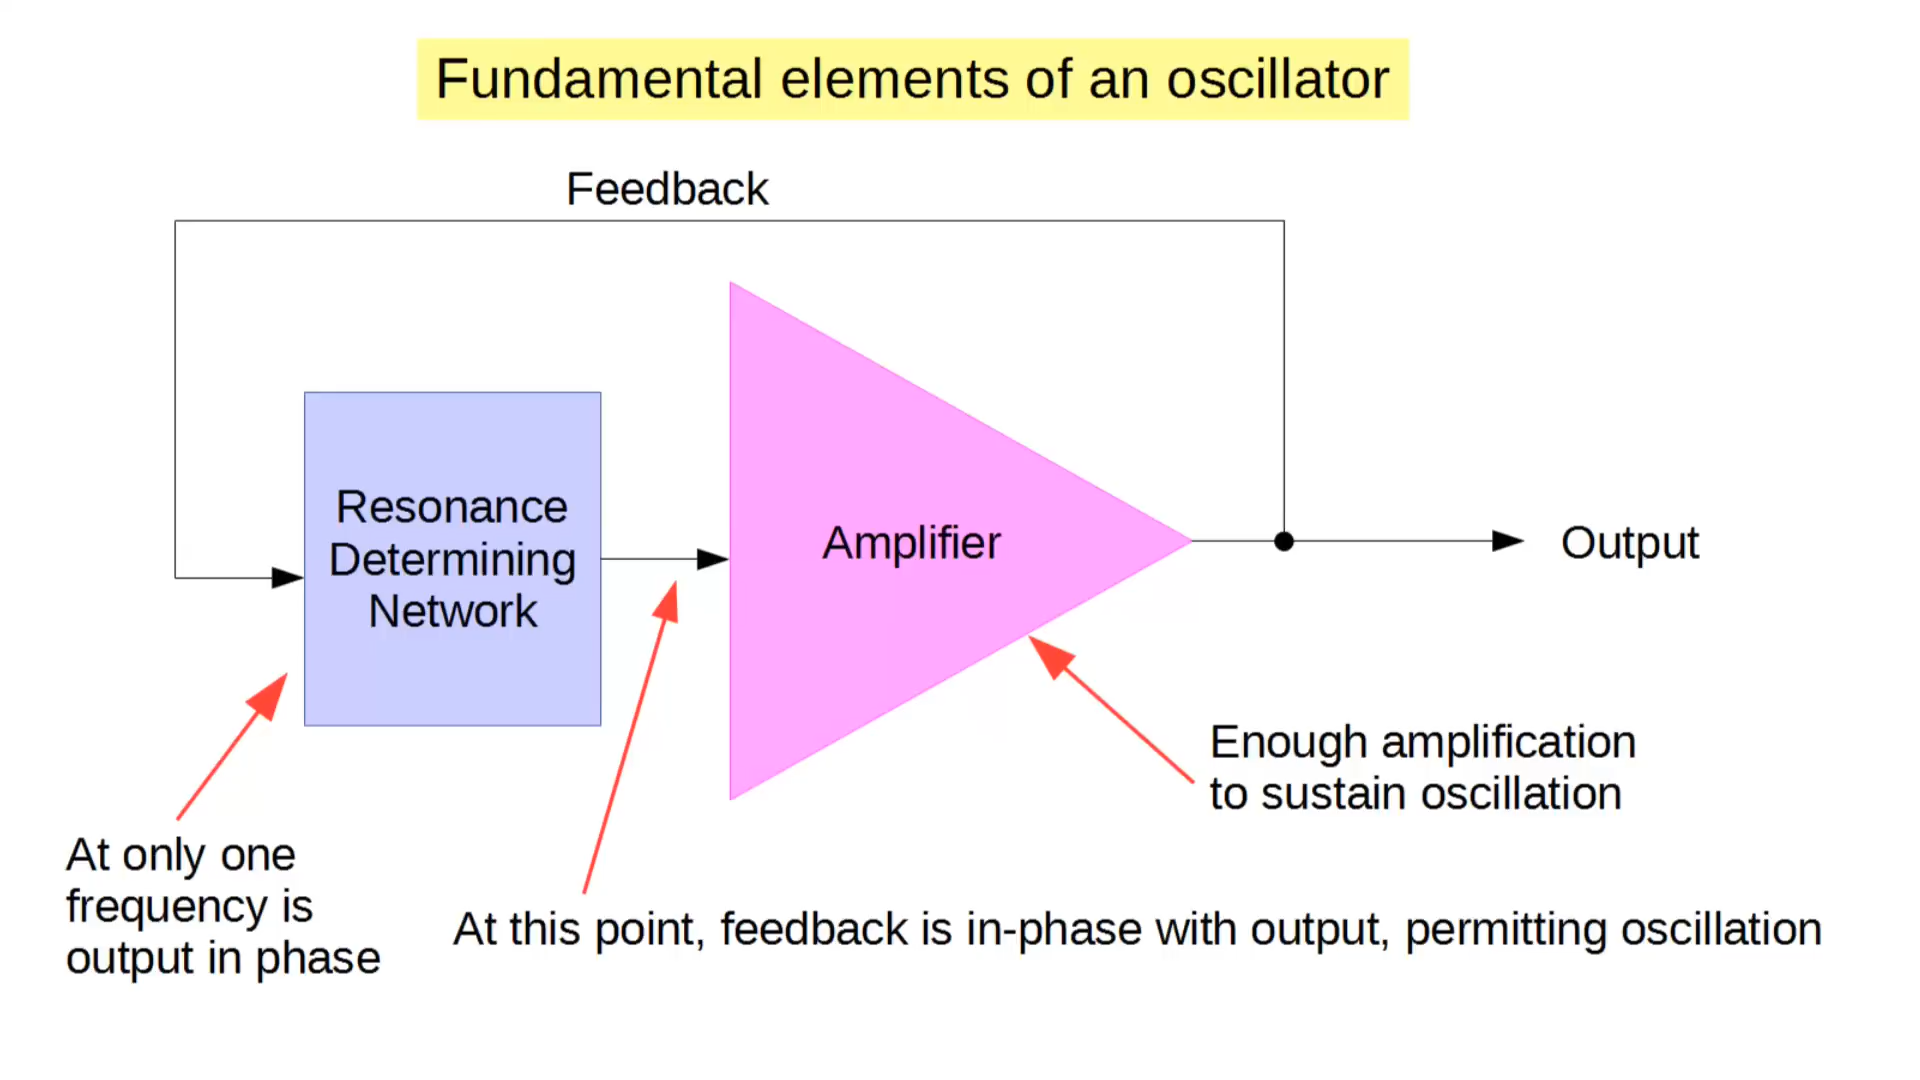 Fundamental elements of an oscillator
Feedback
Resonance
Determining
Network
Amplifier
Output
Enough amplification
to sustain oscillation
At only one
frequency is
output in phase
At this point, feedback is in-phase with output, permitting oscillation